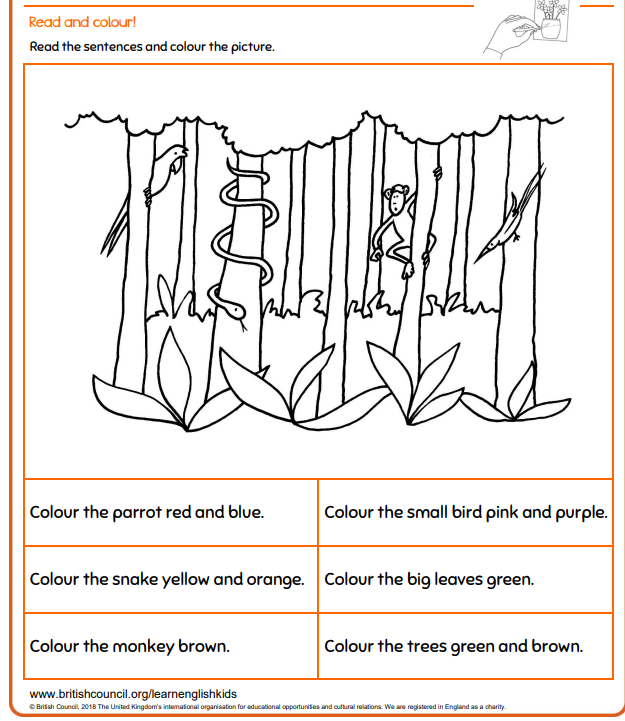 Read and colour!
Read the sentences and colour the picture.
Colour the parrot red and blue.
Colour the small bird pink and purple.
Colour the snake yellow and orange.
Colour the big leaves green.
Colour the monkey brown.
Colour the trees green and brown.
www.britishcouncil.org/learnenglishkids
© British Council, 2018 The United Kingdom's international organisation for educational opportunities and cultural relations. We are registered in England as a charity.